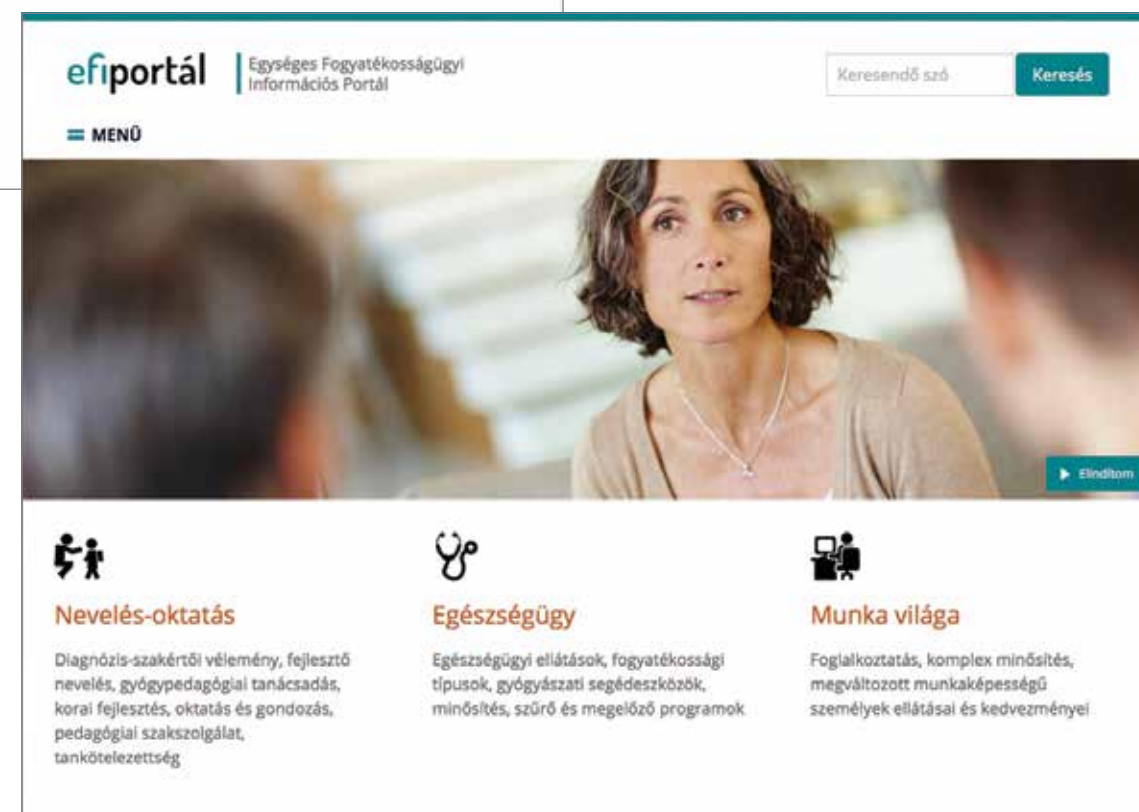 efiportál
Egységes Fogyatékosságügyi
Információs Portál
Keresendő szó
Keresés
MENÜ
Elindítom
Nevelés-oktatás
Diagnózis-szakértői vélemény, fejlesztő
nevelés, gyógypedagógiai tanácsadás,
korai fejlesztés, oktatás és gondozás,
pedagógiai szakszolgálat,
tankötelezettség
Egészségügy
Egészségügyi ellátások, fogyatékossági
típusok, gyógyászati segédeszközök,
minősítés, szűrő és megelőző programok
Munka világa
Foglalkoztatás, komplex minősítés,
megváltozott munkaképességű
személyek ellátásai és kedvezményei